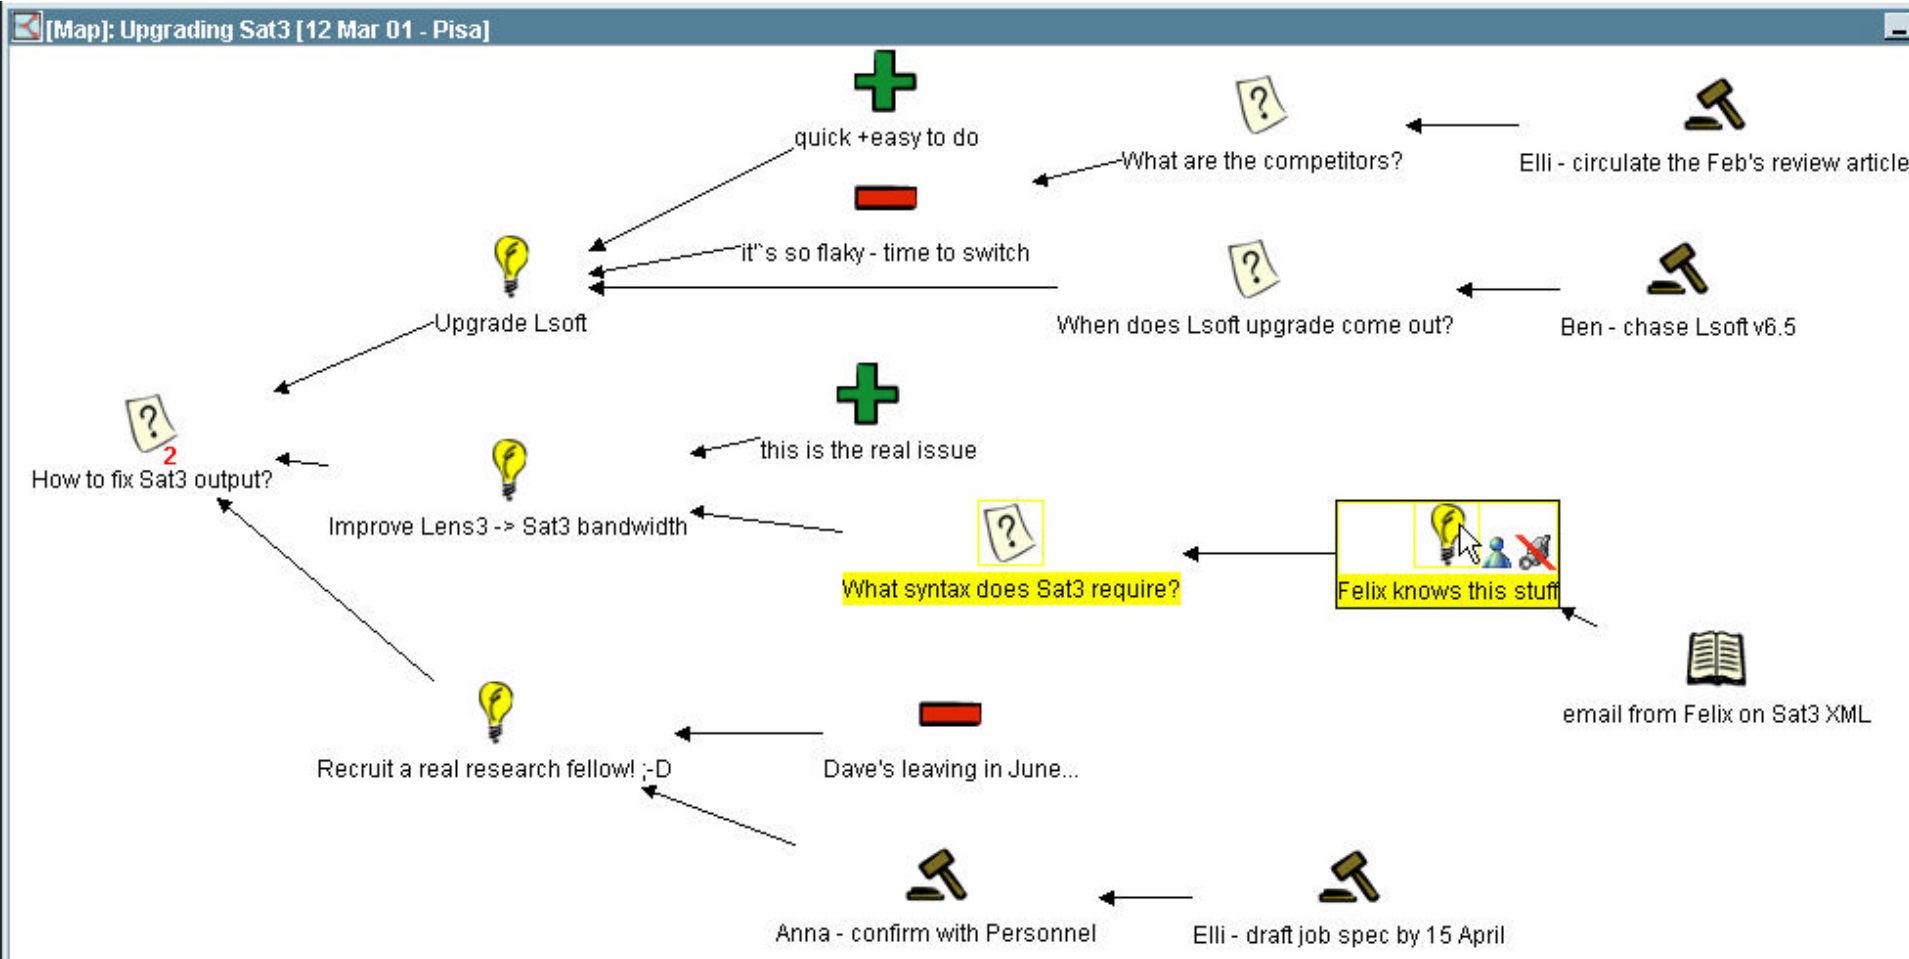 [Map]: Upgrading Sat3 [12 Mar 01 - Pisa]
quick +easy to do
What are the competitors?
Elli - circulate the Feb's review article
it"s so flaky - time to switch
Upgrade Lsoft
When does Lsoft upgrade come out?
Ben - chase Lsoft v6.5
2
How to fix Sat3 output?
this is the real issue
Improve Lens3 -> Sat3 bandwidth
What syntax does Sat3 require?
Felix knows this stuff
email from Felix on Sat3 XML
Recruit a real research fellow! ;-D
Dave's leaving in June...
Anna - confirm with Personnel
Elli - draft job spec by 15 April